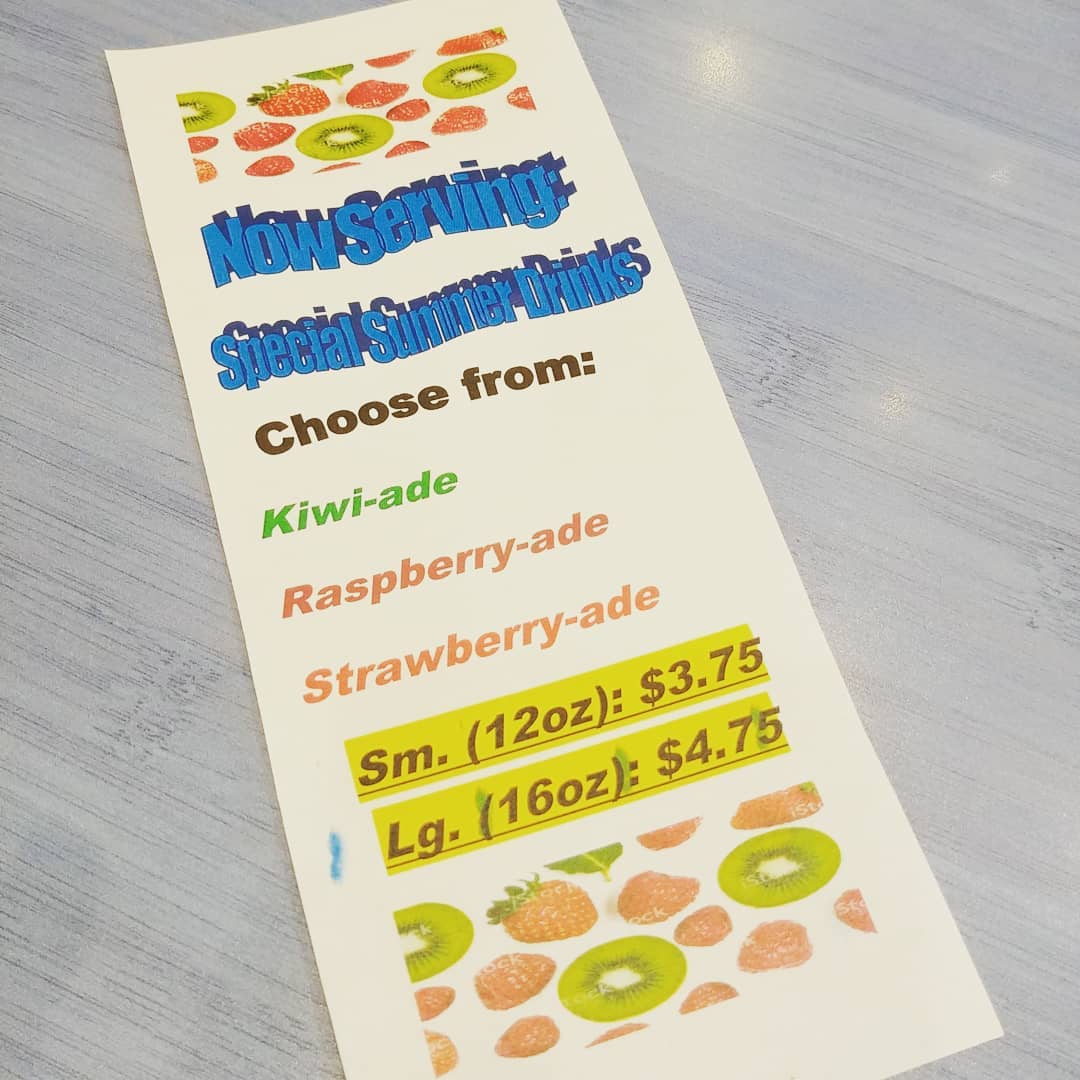 Now Serving:
Special Summer Drinks
Choose from:
Kiwi-ade
Raspberry-ade
Strawberry-ade
Sm. (12oz): $3.75
Lg. (16oz): $4.75